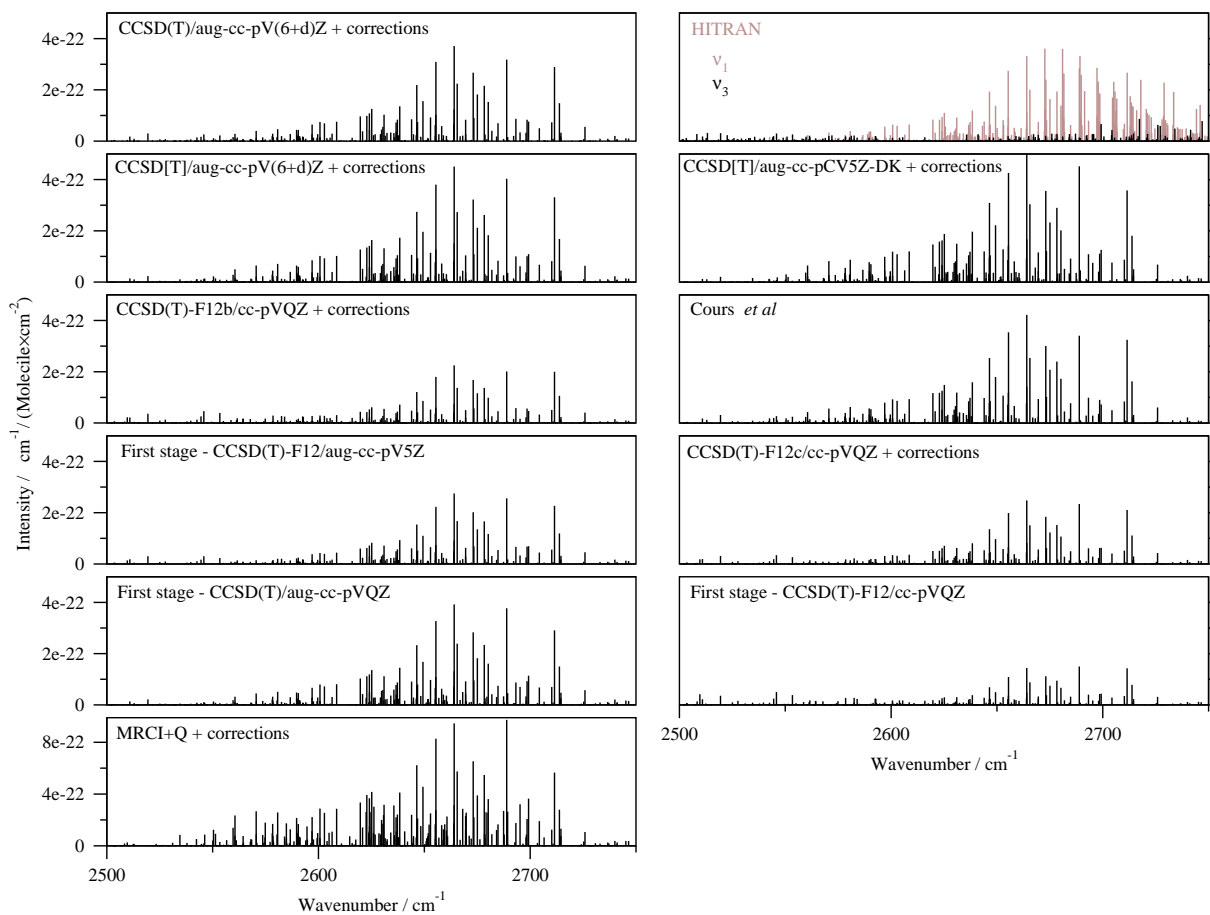 CCSD(T)/aug-cc-pV(6+d)Z + corrections
4e-22
2e-22
0
CCSD[T]/aug-cc-pV(6+d)Z + corrections
4e-22
2e-22
0
CCSD(T)-F12b/cc-pVQZ + corrections
4e-22
2e-22
0
First stage - CCSD(T)-F12/aug-cc-pV5Z
4e-22
2e-22
0
First stage - CCSD(T)/aug-cc-pVQZ
4e-22
2e-22
0
MRCI+Q + corrections
8e-22
4e-22
0
2500 2600 2700
Wavenumber / cm⁻¹
Intensity / cm⁻¹/ (Molecile×cm⁻²)
HITRAN
ν₁
ν₃
CCSD[T]/aug-cc-pCV5Z-DK + corrections
Cours et al
CCSD(T)-F12c/cc-pVQZ + corrections
First stage - CCSD(T)-F12/cc-pVQZ
2500 2600 2700
Wavenumber / cm⁻¹